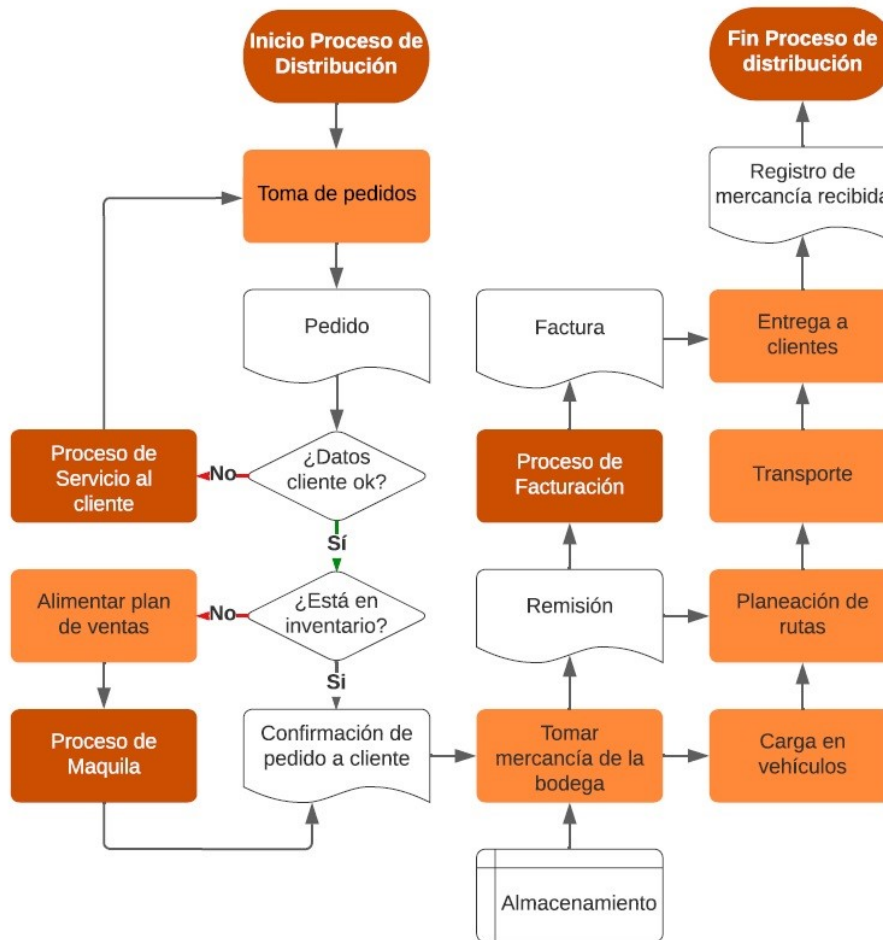 Inicio Proceso de
Distribución
Toma de pedidos
Pedido
¿Datos
cliente ok?
No
Proceso de
Servicio al
cliente
Sí
¿Está en
inventario?
No
Alimentar plan
de ventas
Proceso de
Maquila
Si
Confirmación de
pedido a cliente
Tomar
mercancía de la
bodega
Almacenamiento
Remisión
Proceso de
Facturación
Factura
Carga en
vehículos
Planeación de
rutas
Transporte
Entrega a
clientes
Registro de
mercancía recibida
Fin Proceso de
distribución